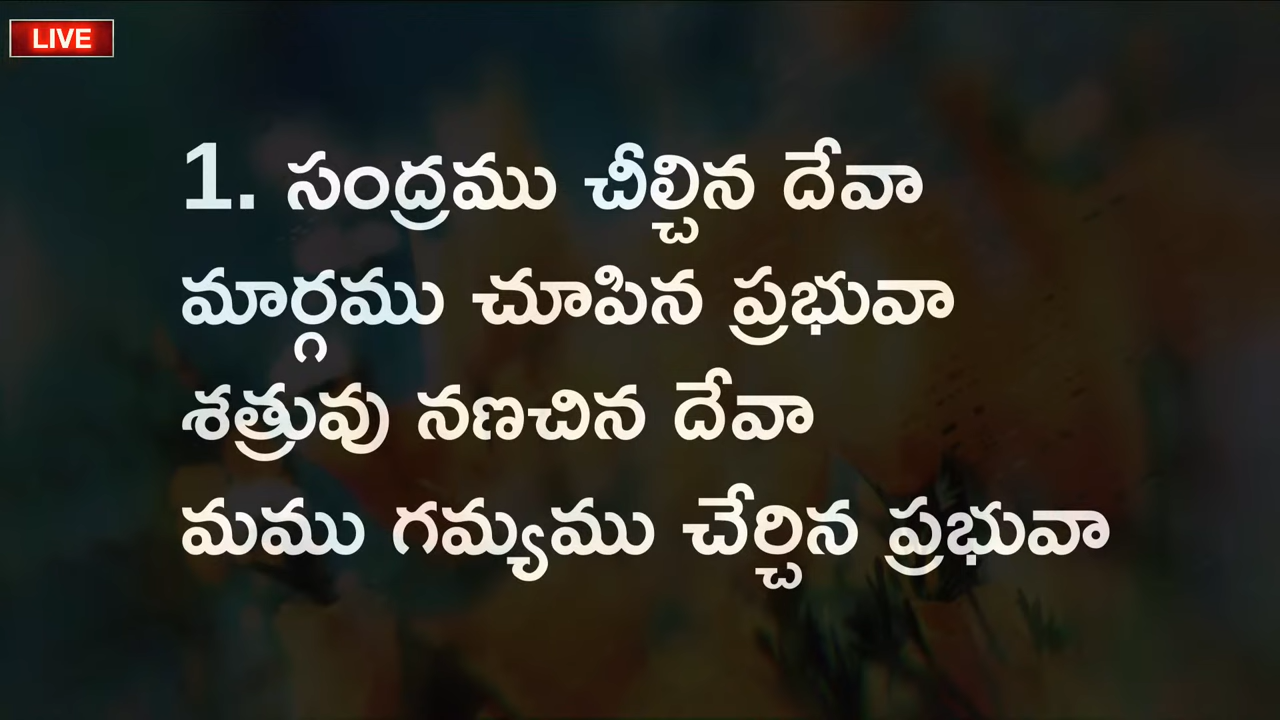 LIVE
1. సంద్రము చీల్చిన దేవా
మార్గము చూపిన ప్రభువా
శత్రువు నణచిన దేవా
మము గమ్యము చేర్చిన ప్రభువా